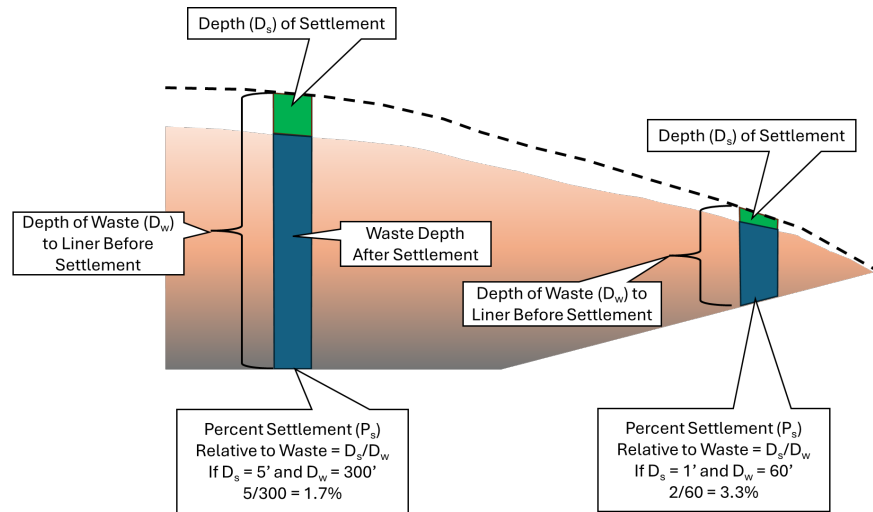 Depth (Ds) of Settlement
Depth (Ds) of Settlement
Depth of Waste (Dw)
to Liner Before
Settlement
Waste Depth
After Settlement
Depth of Waste (Dw) to
Liner Before Settlement
Percent Settlement (Ps)
Relative to Waste = Ds/Dw
If Ds = 5’ and Dw = 300’
5/300 = 1.7%
Percent Settlement (Ps)
Relative to Waste = Ds/Dw
If Ds = 1’ and Dw = 60’
2/60 = 3.3%